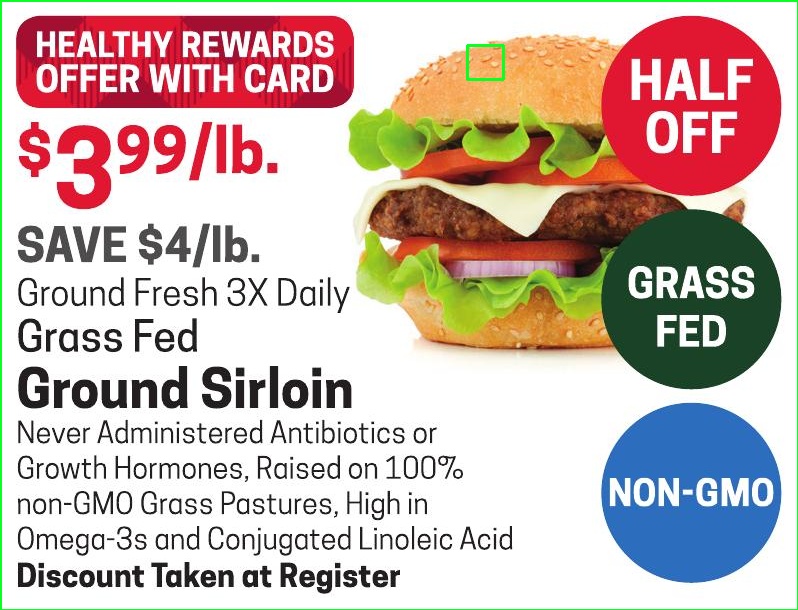 HEALTHY REWARDS
OFFER WITH CARD
$3.99/lb.
SAVE $4/lb.
Ground Fresh 3X Daily
Grass Fed
Ground Sirloin
Never Administered Antibiotics or
Growth Hormones, Raised on 100%
non-GMO Grass Pastures, High in
Omega-3s and Conjugated Linoleic Acid
Discount Taken at Register
HALF
OFF
GRASS
FED
NON-GMO